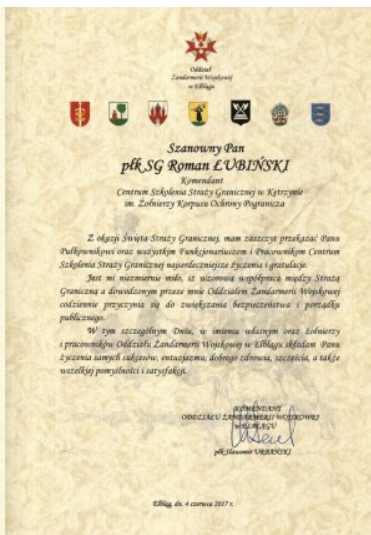 Oddział
Żandarmerii Wojskowej
w Elblągu
Szanowny Pan
płk SG Roman ŁUBIŃSKI
Komendant
Centrum Szkolenia Straży Granicznej w Kętrzynie
im. Żołnierzy Korpusu Ochrony Pogranicza
Z okazji Święta Straży Granicznej, mam zaszczyt przekazać Panu
Pułkownikowi oraz wszystkim Funkcjonariuszom i Pracownikom Centrum
Szkolenia Straży Granicznej najserdeczniejsze życzenia i gratulacje.
Jest mi niezmiernie miło, iż wzorowa współpraca między Strażą
Graniczną a dowodzonym przeze mnie Oddziałem Żandarmerii Wojskowej
codziennie przyczynia się do zwiększania bezpieczeństwa i porządku
publicznego.
W tym szczególnym Dniu, w imieniu własnym oraz żołnierzy
i pracowników Oddziału Żandarmerii Wojskowej w Elblągu składam Panu
życzenia samych sukcesów, entuzjazmu, dobrego zdrowia, szczęścia, a także
wszelkiej pomyślności i satysfakcji.
KOMENDANT
ODDZIAŁU ŻANDARMERII WOJSKOWEJ
w ELBLĄGU
płk Sławomir URBAŃSKI
Elbląg, dn. 4 czerwca 2017 r.